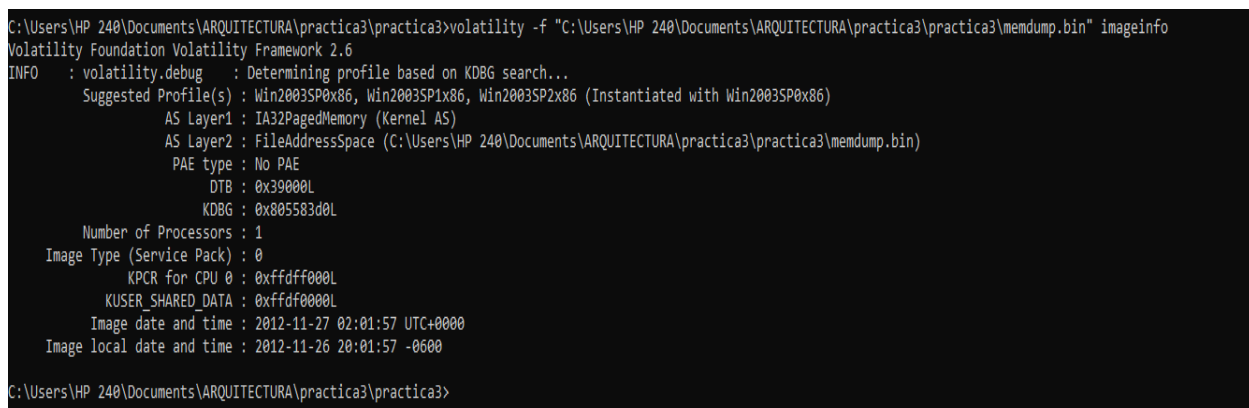 C:\Users\HP 240\Documents\ARQUITECTURA\practica3\practica3>volatility -f "C:\Users\HP 240\Documents\ARQUITECTURA\practica3\practica3\memdump.bin" imageinfo
Volatility Foundation Volatility Framework 2.6
INFO    : volatility.debug    : Determining profile based on KDBG search...
Suggested Profile(s) : Win2003SP0x86, Win2003SP1x86, Win2003SP2x86 (Instantiated with Win2003SP0x86)
AS Layer1 : IA32PagedMemory (Kernel AS)
AS Layer2 : FileAddressSpace (C:\Users\HP 240\Documents\ARQUITECTURA\practica3\practica3\memdump.bin)
PAE type : No PAE
DTB : 0x39000L
KDBG : 0x805583d0L
Number of Processors : 1
Image Type (Service Pack) : 0
KPCR for CPU 0 : 0xffdff000L
KUSER_SHARED_DATA : 0xffdf0000L
Image date and time : 2012-11-27 02:01:57 UTC+0000
Image local date and time : 2012-11-26 20:01:57 -0600
C:\Users\HP 240\Documents\ARQUITECTURA\practica3\practica3>